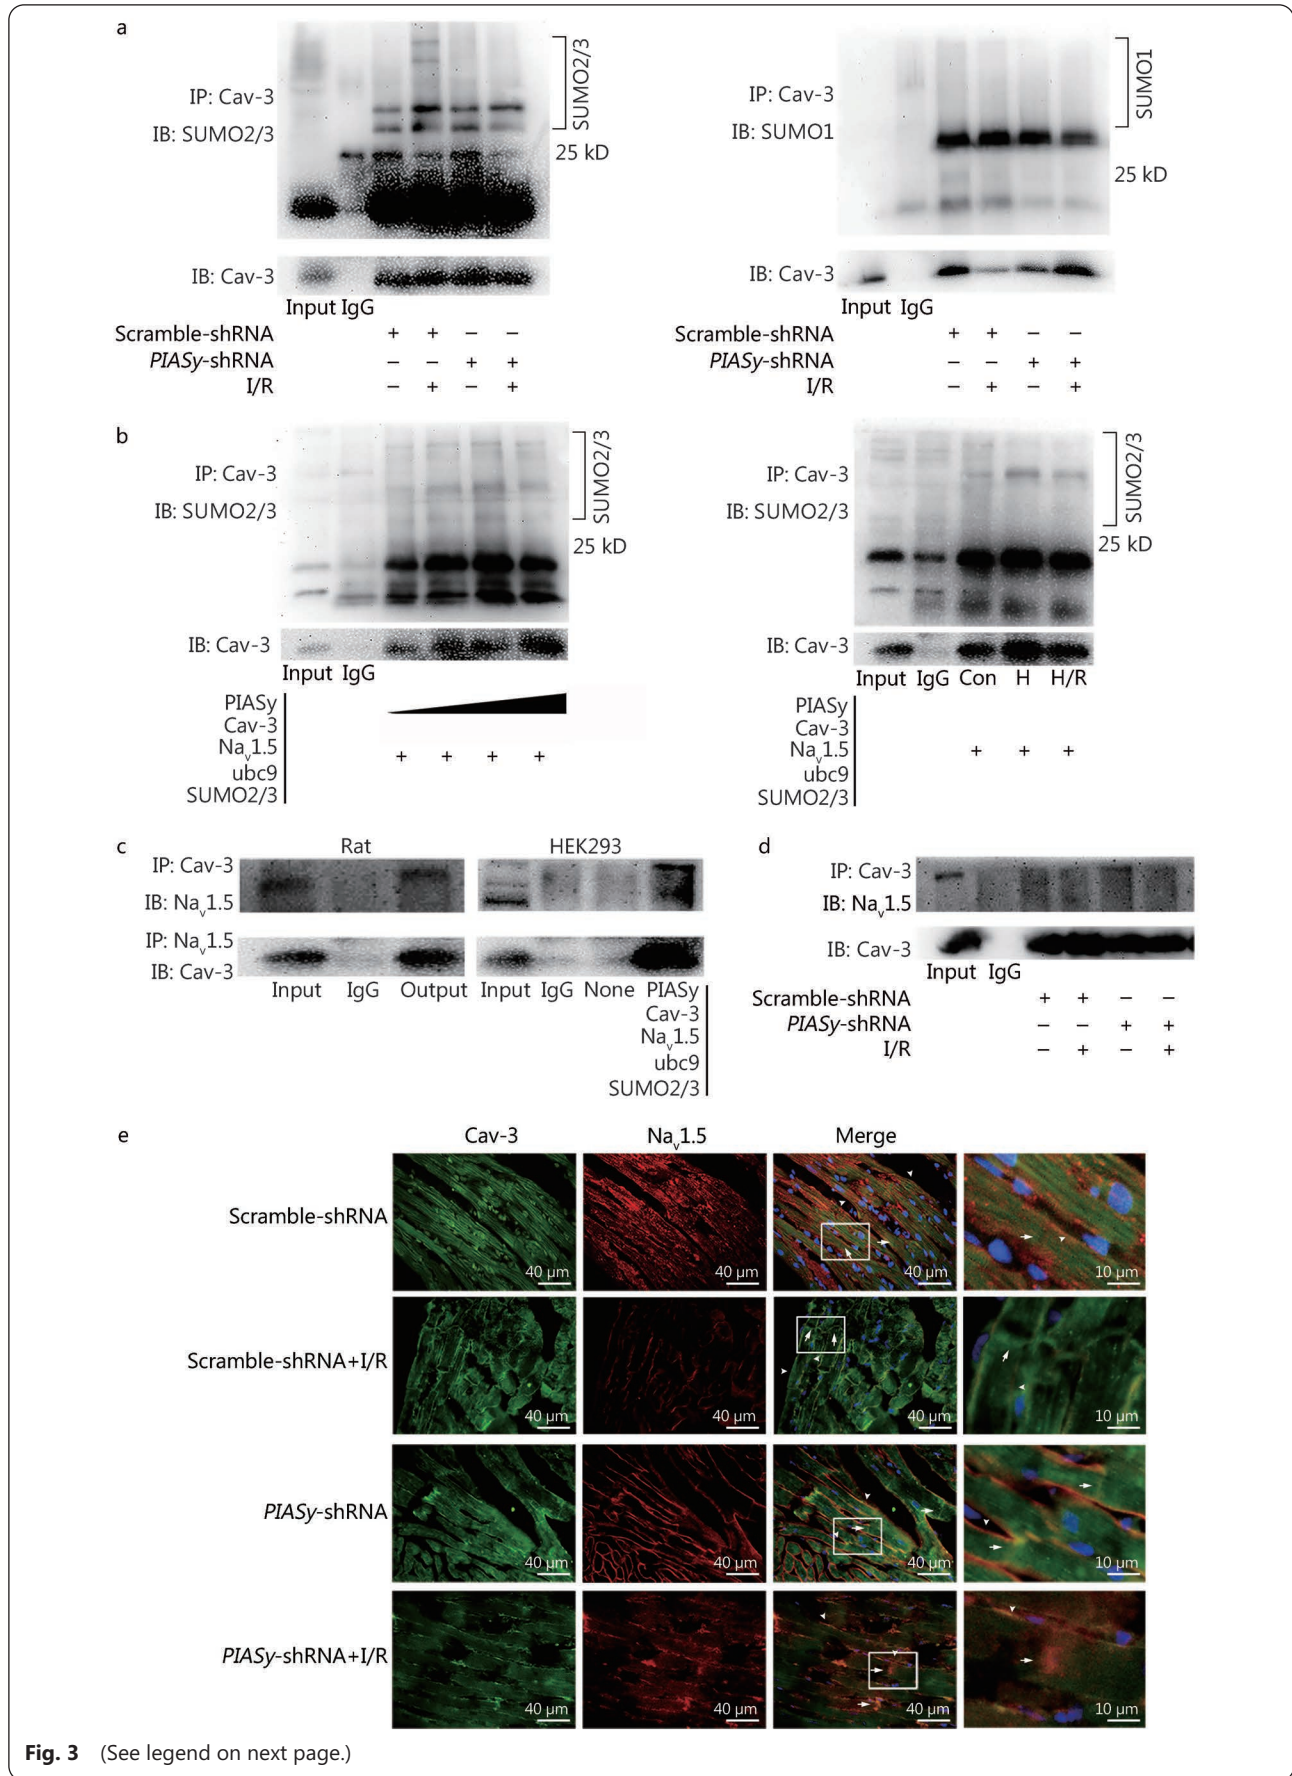 a
IP: Cav-3
IB: SUMO2/3
SUMO2/3
25 kD
IB: Cav-3
Input IgG
Scramble-shRNA + + − −
PIASy-shRNA − − + +
I/R − + − +
IP: Cav-3
IB: SUMO1
SUMO1
25 kD
IB: Cav-3
Input IgG
Scramble-shRNA + + − −
PIASy-shRNA − − + +
I/R − + − +
b
IP: Cav-3
IB: SUMO2/3
SUMO2/3
25 kD
IB: Cav-3
Input IgG
PIASy
Cav-3
Nav1.5 + + + +
ubc9
SUMO2/3
IP: Cav-3
IB: SUMO2/3
SUMO2/3
25 kD
IB: Cav-3
Input IgG Con H H/R
PIASy
Cav-3
Nav1.5 + + +
ubc9
SUMO2/3
c
Rat HEK293
IP: Cav-3
IB: Nav1.5
IP: Nav1.5
IB: Cav-3
Input IgG Output Input IgG None PIASy
Cav-3
Nav1.5
ubc9
SUMO2/3
d
IP: Cav-3
IB: Nav1.5
IB: Cav-3
Input IgG
Scramble-shRNA + + − −
PIASy-shRNA − − + +
I/R − + − +
e
Cav-3 Nav1.5 Merge
Scramble-shRNA
40 µm 40 µm 40 µm 10 µm
Scramble-shRNA+I/R
40 µm 40 µm 40 µm 10 µm
PIASy-shRNA
40 µm 40 µm 40 µm 10 µm
PIASy-shRNA+I/R
40 µm 40 µm 40 µm 10 µm
Fig. 3 (See legend on next page.)